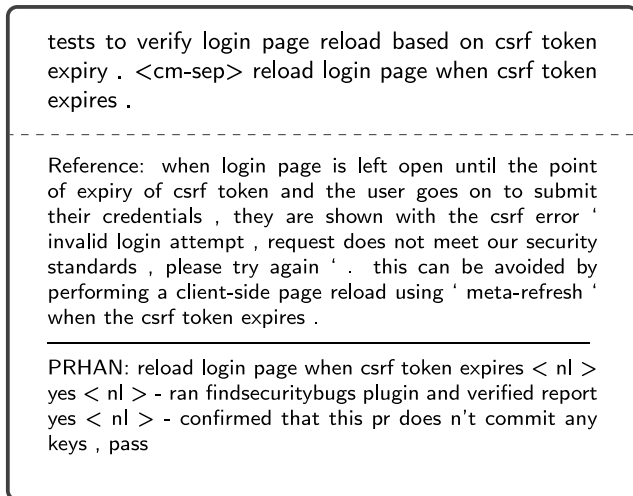 tests to verify login page reload based on csrf token
expiry . <cm-sep> reload login page when csrf token
expires .
Reference: when login page is left open until the point
of expiry of csrf token and the user goes on to submit
their credentials , they are shown with the csrf error ‘
invalid login attempt , request does not meet our security
standards , please try again ‘ . this can be avoided by
performing a client-side page reload using ‘ meta-refresh ‘
when the csrf token expires .
PRHAN: reload login page when csrf token expires < nl >
yes < nl > - ran findsecuritybugs plugin and verified report
yes < nl > - confirmed that this pr does n’t commit any
keys , pass